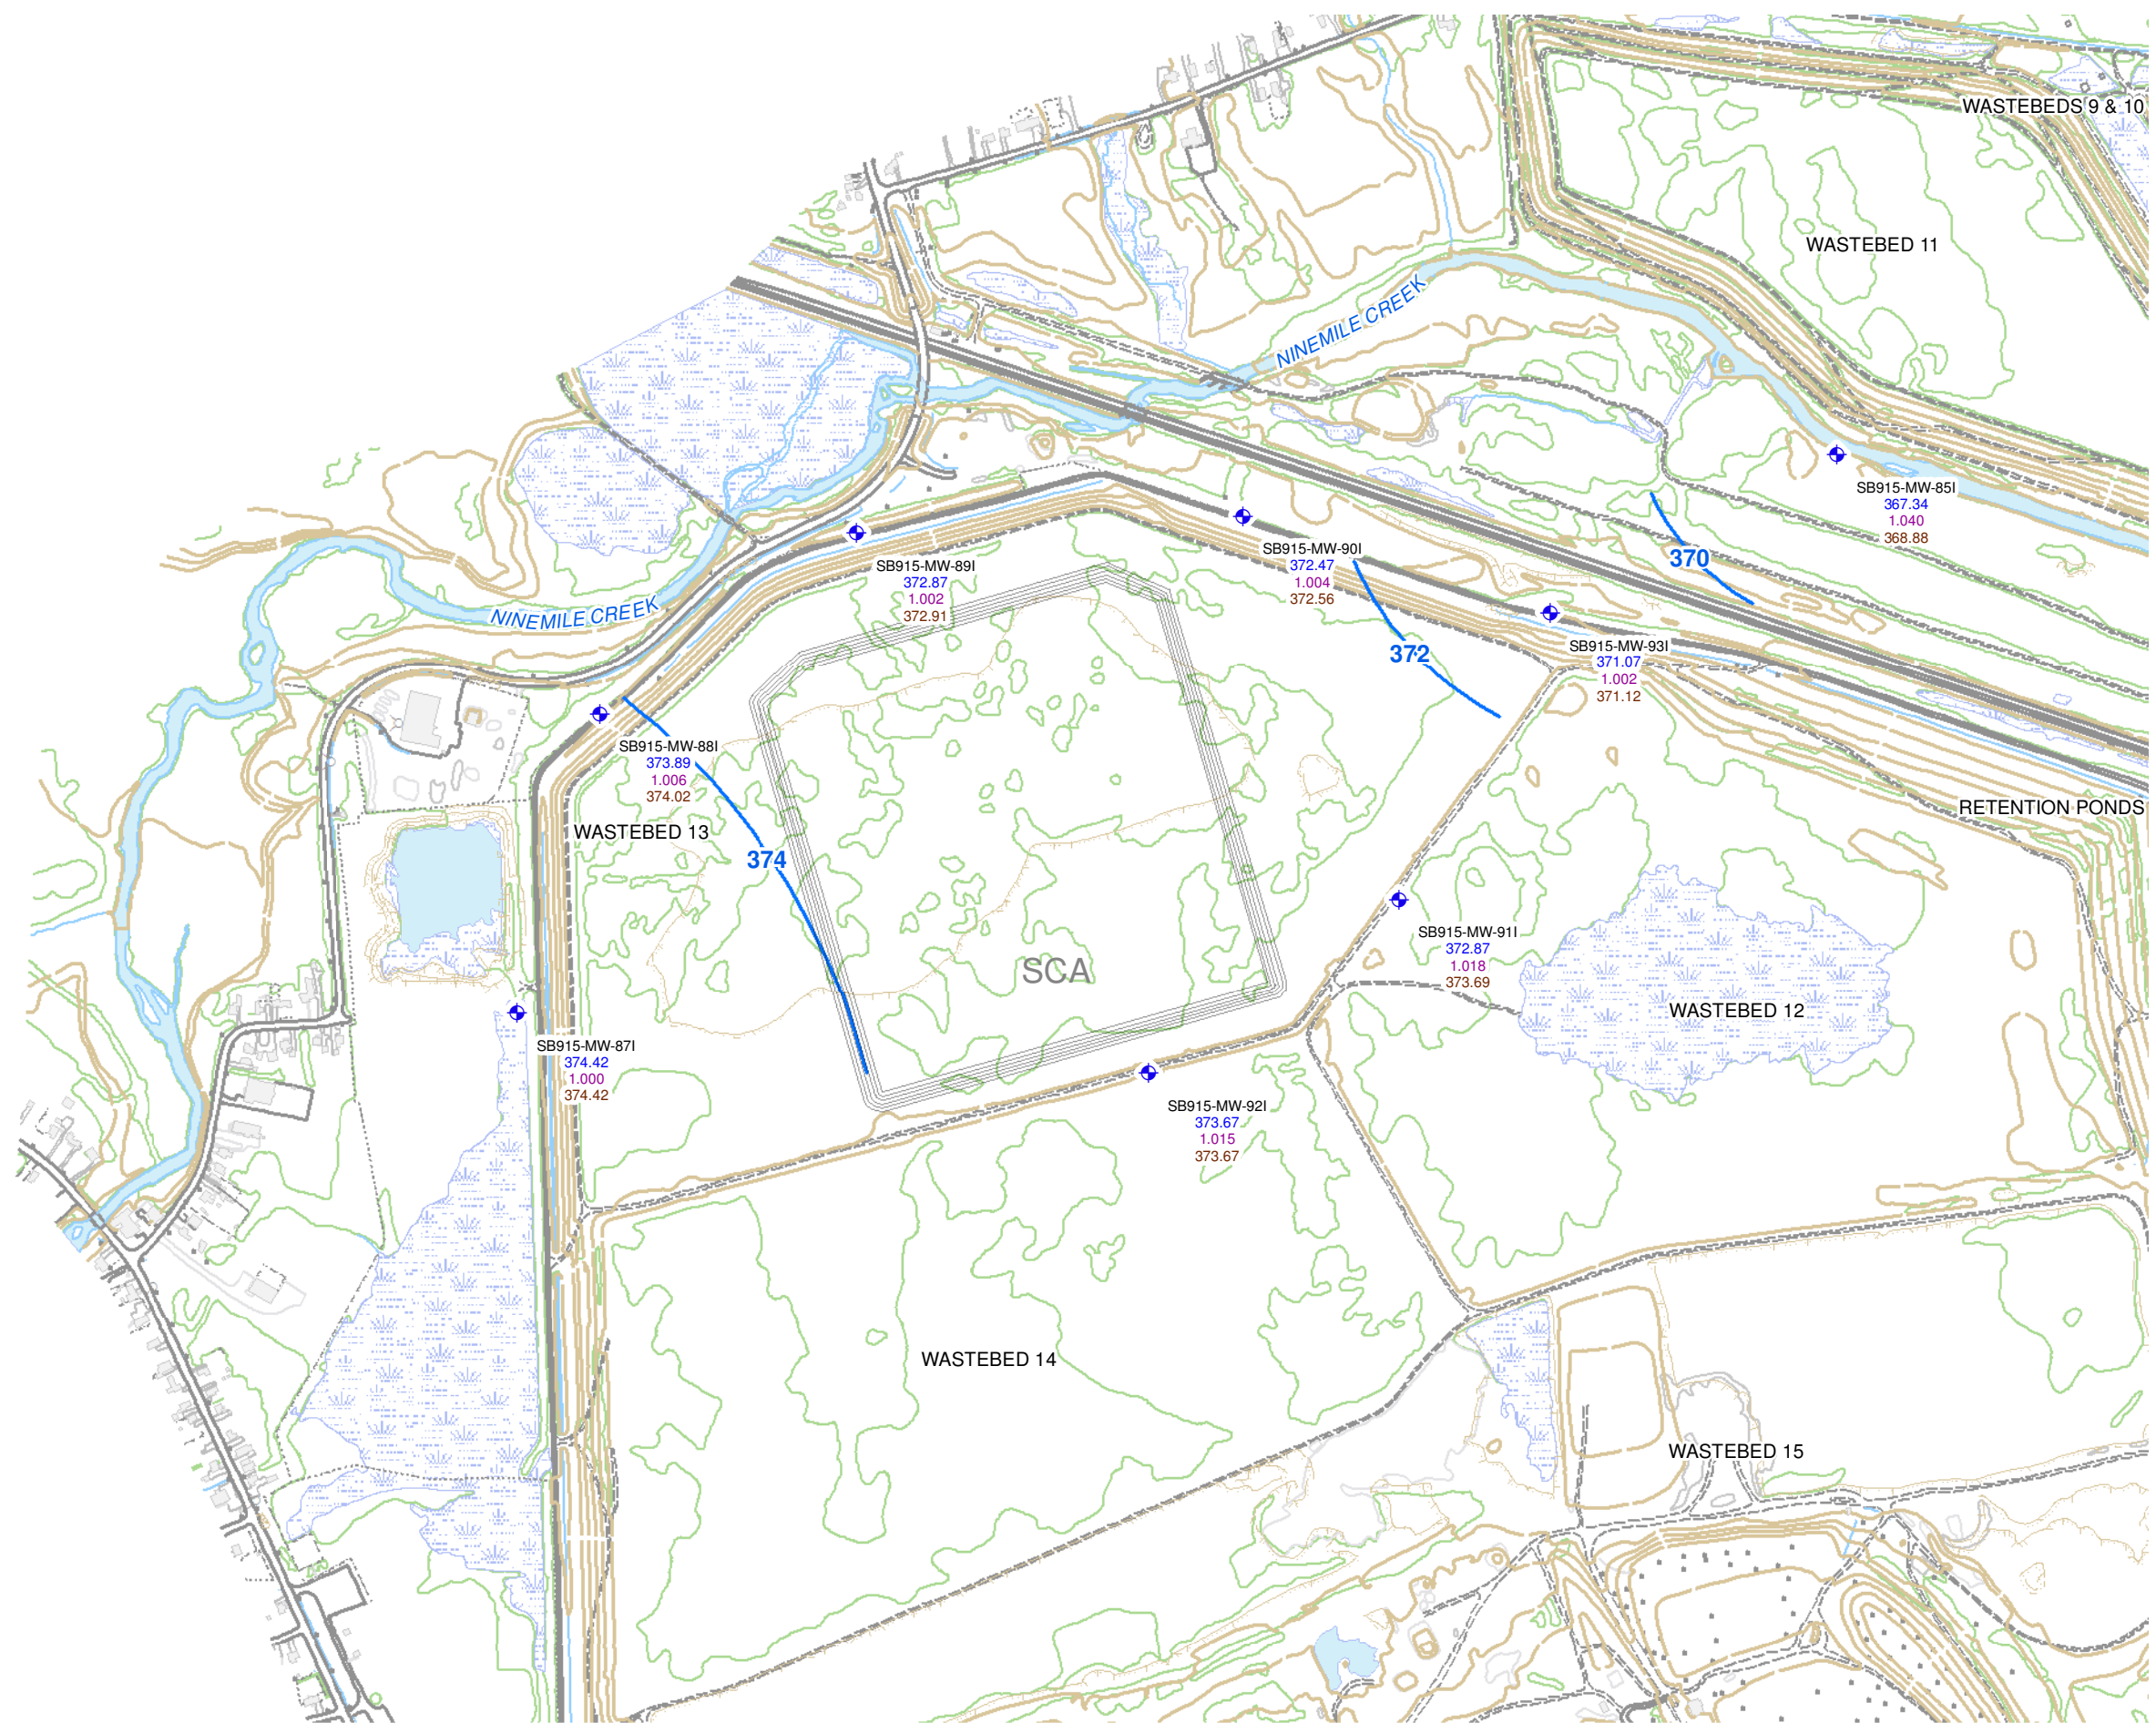 WASTEBEDS 9 & 10
WASTEBED 11
NINEMILE CREEK
SB915-MW-85I
367.34
1.040
368.88
370
SB915-MW-90I
372.47
1.004
372.56
SB915-MW-89I
372.87
1.002
372.91
NINEMILE CREEK
372
SB915-MW-93I
371.07
1.002
371.12
SB915-MW-88I
373.89
1.006
374.02
RETENTION PONDS
WASTEBED 13
374
SB915-MW-91I
372.87
1.018
373.69
SCA
WASTEBED 12
SB915-MW-87I
374.42
1.000
374.42
SB915-MW-92I
373.67
1.015
373.67
WASTEBED 14
WASTEBED 15